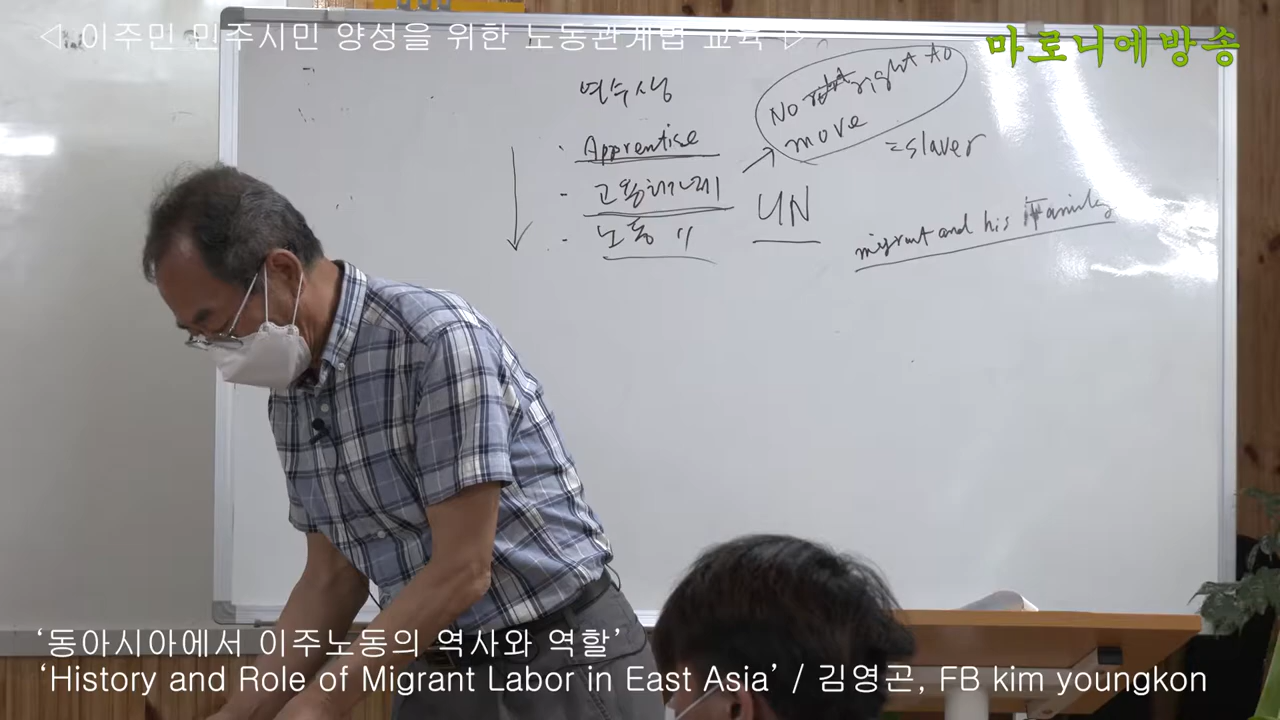 ◁ 이주민 민주시민 양성을 위한 노동관계법 교육 ▷
마로니에방송
연수생
Apprentise
고용허가제
노동
No right to
move
=slaver
UN
migrant and his Family
‘동아시아에서 이주노동의 역사와 역할’
‘History and Role of Migrant Labor in East Asia’ / 김영곤, FB kim youngkon